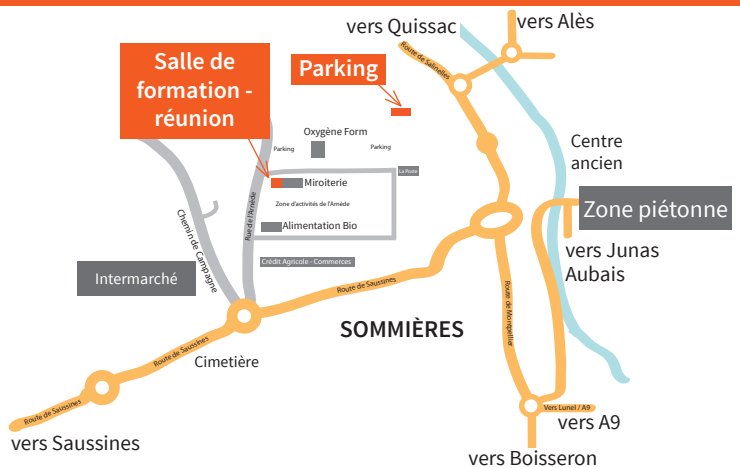 vers Quissac
vers Alès
Route de Salinelles
Salle de
formation -
réunion
Parking
Oxygène Form
Parking
Parking
La Poste
Centre
ancien
Miroiterie
Zone d'activités de l'Arnède
Alimentation Bio
Rue de l'Arnède
Chemin de Campagne
Zone piétonne
vers Junas
Aubais
Intermarché
Crédit Agricole - Commerces
Route de Saussines
Route de Montpellier
SOMMIÈRES
Route de Saussines
Cimetière
Route de Saussines
vers Saussines
Vers Lunel / A9
vers A9
vers Boisseron